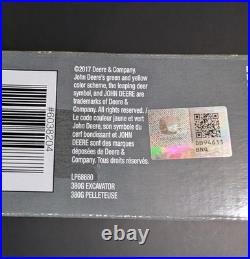 ©2017 Deere & Company.
John Deere's green and yellow
color scheme, the leaping deer
symbol, and JOHN DEERE are
trademarks of Deere &
Company. All rights reserved. /
Le code couleur jaune et vert
John Deere, son symbole du
cerf bondissant et JOHN
DEERE sont des marques
déposées de Deere &
Company. Tous droits réservés.
LP68680
380G EXCAVATOR
380G PELLETEUSE
#6038204